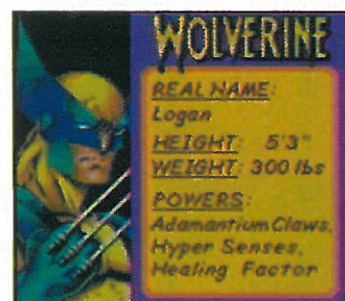 WOLVERINE
REAL NAME:
Logan
HEIGHT: 5'3"
WEIGHT: 300 lbs
POWERS:
Adamantium Claws,
Hyper Senses,
Healing Factor